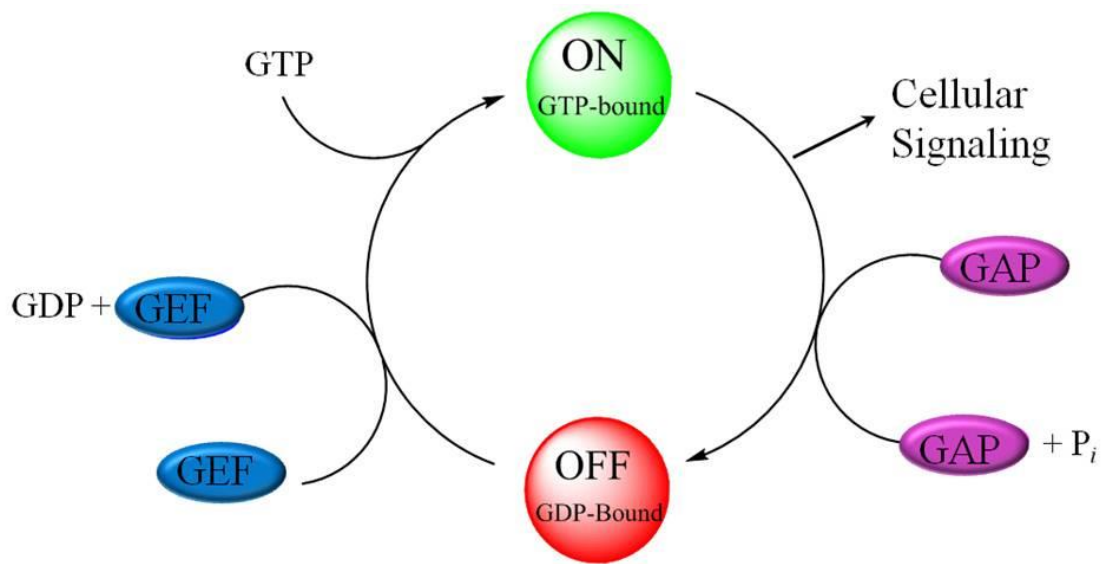 GTP
ON
GTP-bound
Cellular
Signaling
GAP
GDP + GEF
GEF
OFF
GDP-Bound
GAP + Pi